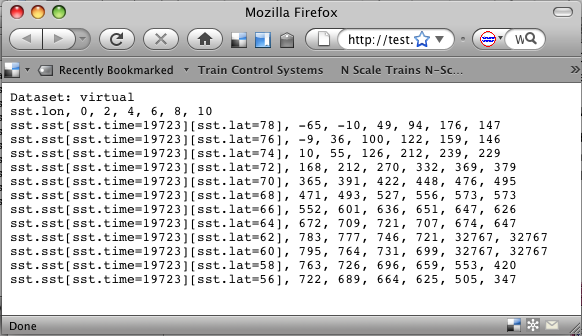 Mozilla Firefox
http://test.
W
Recently Bookmarked
Train Control Systems
N Scale Trains N-Sc...
Dataset: virtual
sst.lon, 0, 2, 4, 6, 8, 10
sst.sst[sst.time=19723][sst.lat=78], -65, -10, 49, 94, 176, 147
sst.sst[sst.time=19723][sst.lat=76], -9, 36, 100, 122, 159, 146
sst.sst[sst.time=19723][sst.lat=74], 10, 55, 126, 212, 239, 229
sst.sst[sst.time=19723][sst.lat=72], 168, 212, 270, 332, 369, 379
sst.sst[sst.time=19723][sst.lat=70], 365, 391, 422, 448, 476, 495
sst.sst[sst.time=19723][sst.lat=68], 471, 493, 527, 556, 573, 573
sst.sst[sst.time=19723][sst.lat=66], 552, 601, 636, 651, 647, 626
sst.sst[sst.time=19723][sst.lat=64], 672, 709, 721, 707, 674, 647
sst.sst[sst.time=19723][sst.lat=62], 783, 777, 746, 721, 32767, 32767
sst.sst[sst.time=19723][sst.lat=60], 795, 764, 731, 699, 32767, 32767
sst.sst[sst.time=19723][sst.lat=58], 763, 726, 696, 659, 553, 420
sst.sst[sst.time=19723][sst.lat=56], 722, 689, 664, 625, 505, 347
Done